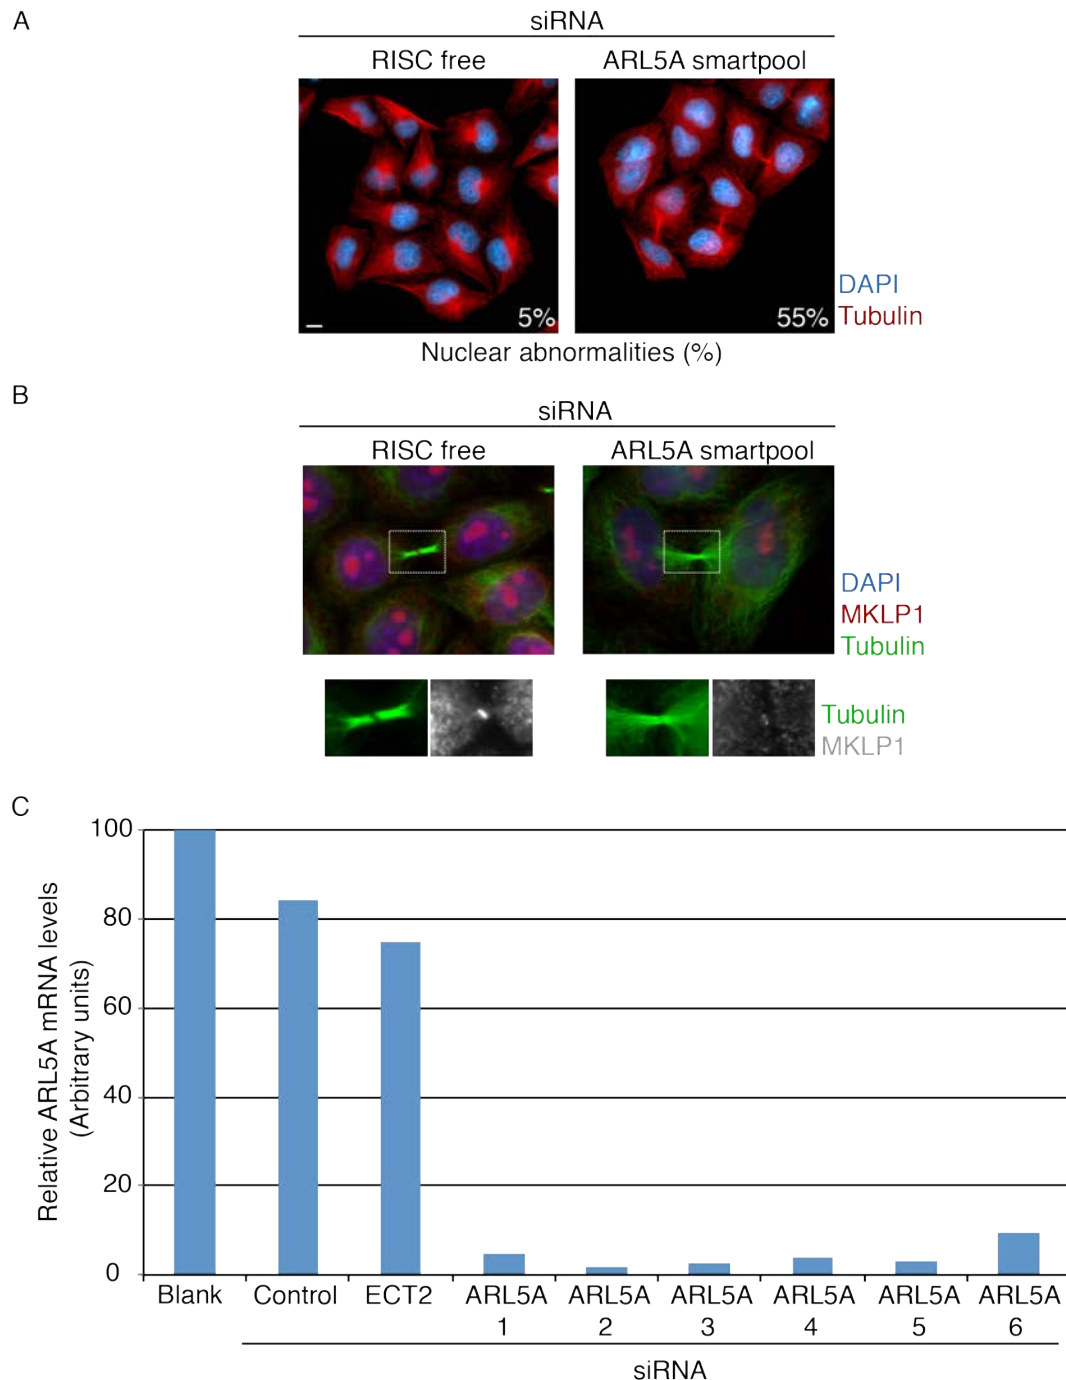 A
siRNA
RISC free
ARL5A smartpool
5%
55%
DAPI
Tubulin
Nuclear abnormalities (%)
B
siRNA
RISC free
ARL5A smartpool
DAPI
MKLP1
Tubulin
Tubulin
MKLP1
C
Relative ARL5A mRNA levels
(Arbitrary units)
100
80
60
40
20
0
Blank
Control
ECT2
ARL5A
1
ARL5A
2
ARL5A
3
ARL5A
4
ARL5A
5
ARL5A
6
siRNA